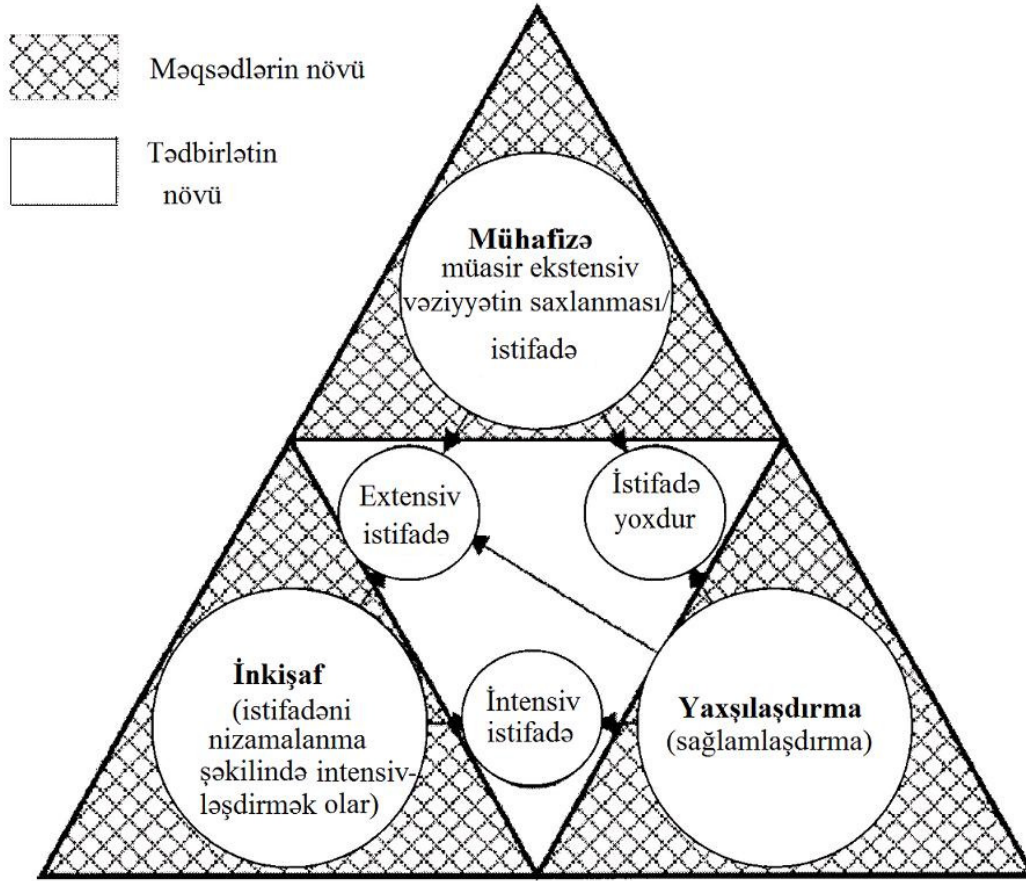 Məqsədlərin növü
Tədbirlətin
növü
Mühafizə
müasir ekstensiv
vəziyyətin saxlanması/
istifadə
Extensiv
istifadə
İstifadə
yoxdur
İnkişaf
(istifadəni
nizamalanma
şəkilində intensiv-
ləşdirmək olar)
İntensiv
istifadə
Yaxşılaşdırma
(sağlamlaşdırma)